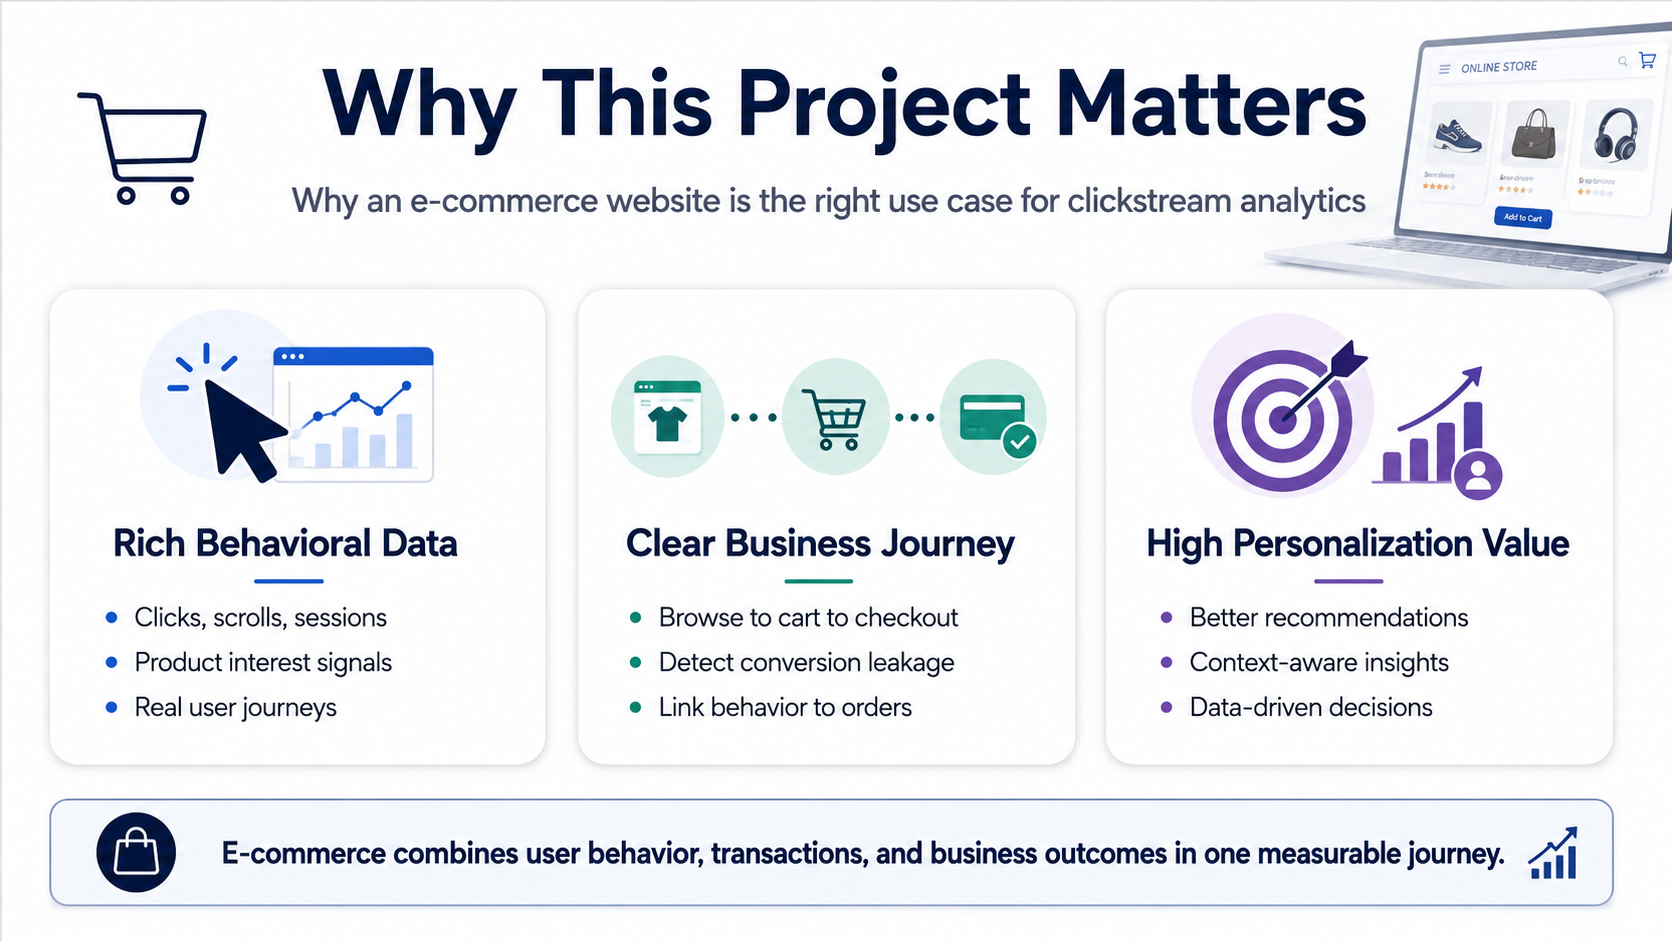 Why This Project Matters
Why an e-commerce website is the right use case for clickstream analytics
ONLINE STORE
Add to Cart
Rich Behavioral Data
Clicks, scrolls, sessions
Product interest signals
Real user journeys
Clear Business Journey
Browse to cart to checkout
Detect conversion leakage
Link behavior to orders
High Personalization Value
Better recommendations
Context-aware insights
Data-driven decisions
E-commerce combines user behavior, transactions, and business outcomes in one measurable journey.